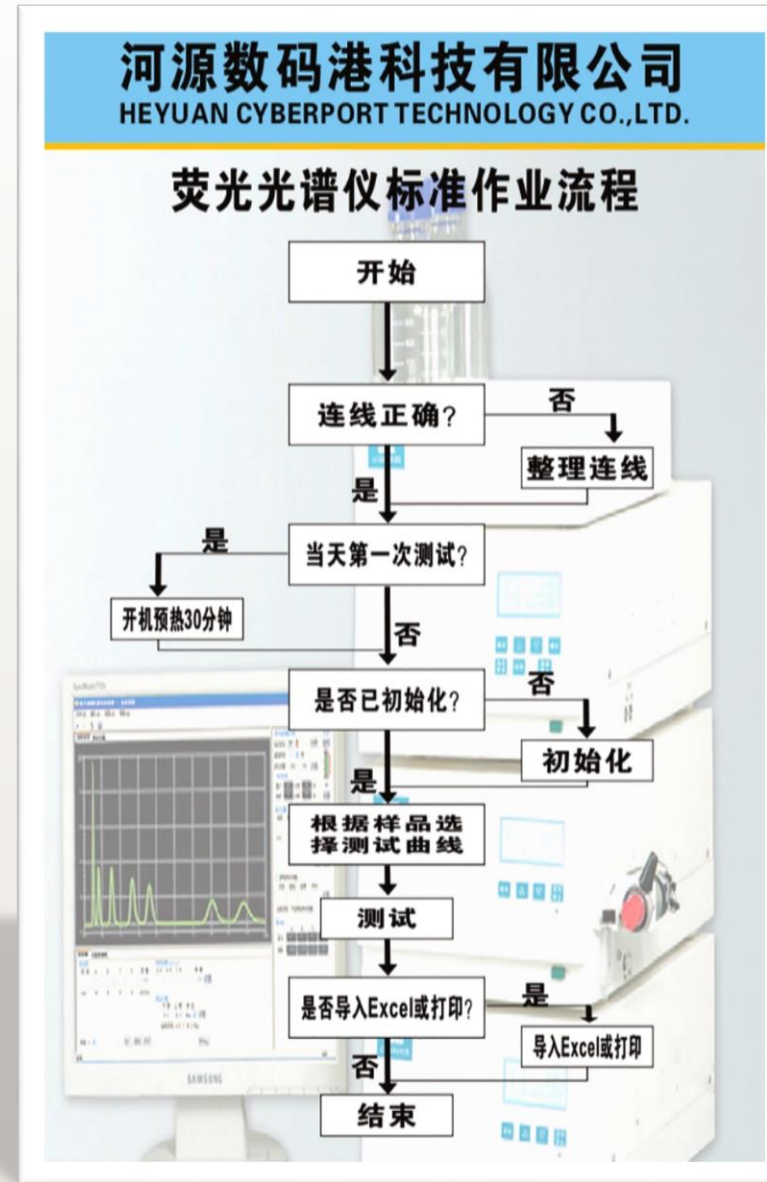 河源数码港科技有限公司
HEYUAN CYBERPORT TECHNOLOGY CO.,LTD.
荧光光谱仪标准作业流程
开始
连线正确?
否
整理连线
是
当天第一次测试?
是
开机预热30分钟
否
是否已初始化?
否
初始化
是
根据样品选
择测试曲线
测试
是否导入Excel或打印?
是
导入Excel或打印
否
结束
SAMSUNG